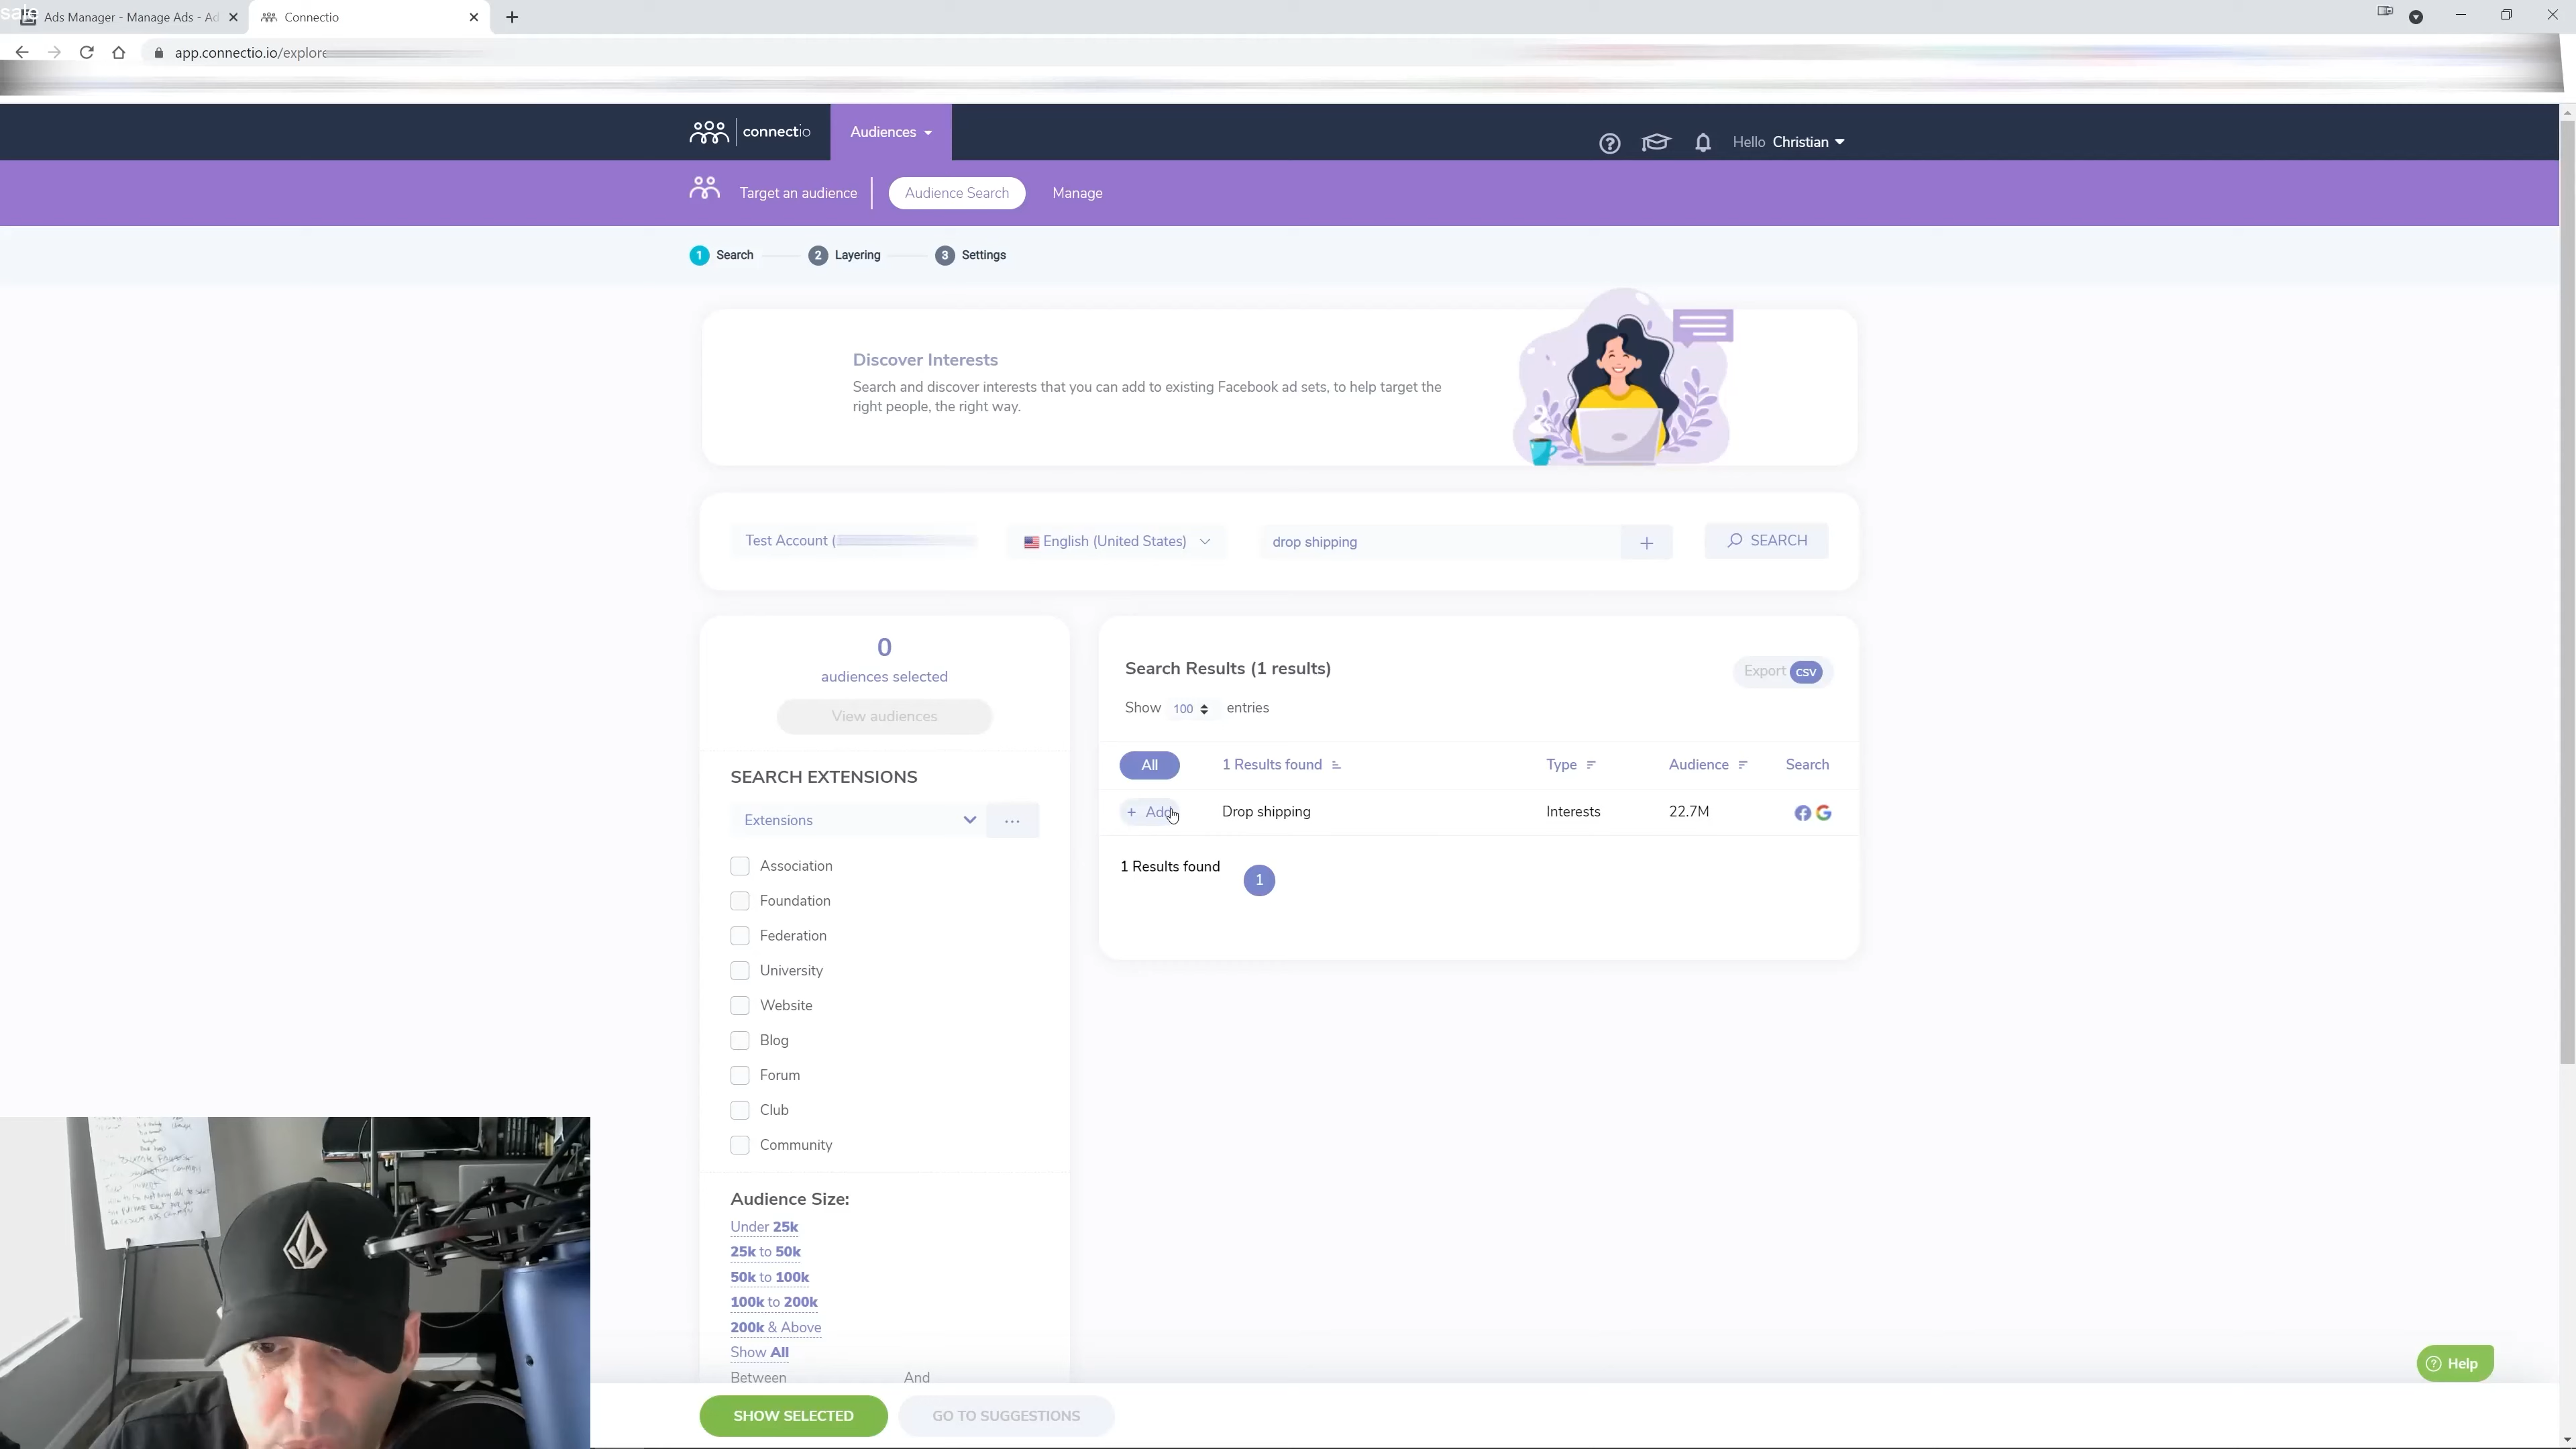 sale
Ads Manager - Manage Ads - Ad
Connectio
app.connectio.io/explore
connectio
Audiences
Hello Christian
Target an audience
Audience Search
Manage
1 Search
2 Layering
3 Settings
Discover Interests
Search and discover interests that you can add to existing Facebook ad sets, to help target the
right people, the right way.
Test Account (
English (United States)
drop shipping
+
SEARCH
0
audiences selected
View audiences
SEARCH EXTENSIONS
Extensions
...
Association
Foundation
Federation
University
Website
Blog
Forum
Club
Community
Audience Size:
Under 25k
25k to 50k
50k to 100k
100k to 200k
200k & Above
Show All
Between And
Search Results (1 results)
Export CSV
Show 100 entries
All 1 Results found Type Audience Search
+ Add Drop shipping Interests 22.7M
1 Results found 1
SHOW SELECTED
GO TO SUGGESTIONS
? Help